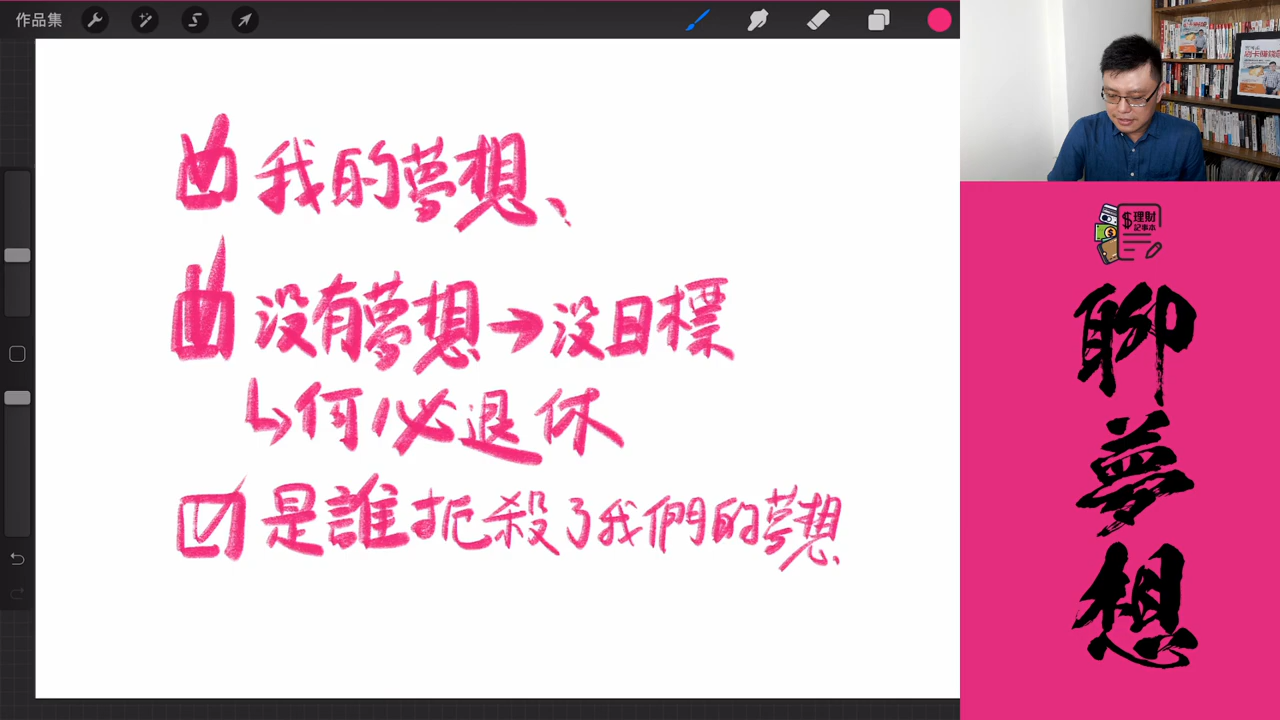 作品集
我的夢想、
沒有夢想→沒目標
↳何必退休
是誰扼殺了我們的夢想
$理財
記事本
聊夢想